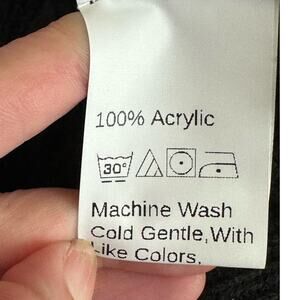 100% Acrylic
30°
Machine Wash
Cold Gentle,With
Like Colors,